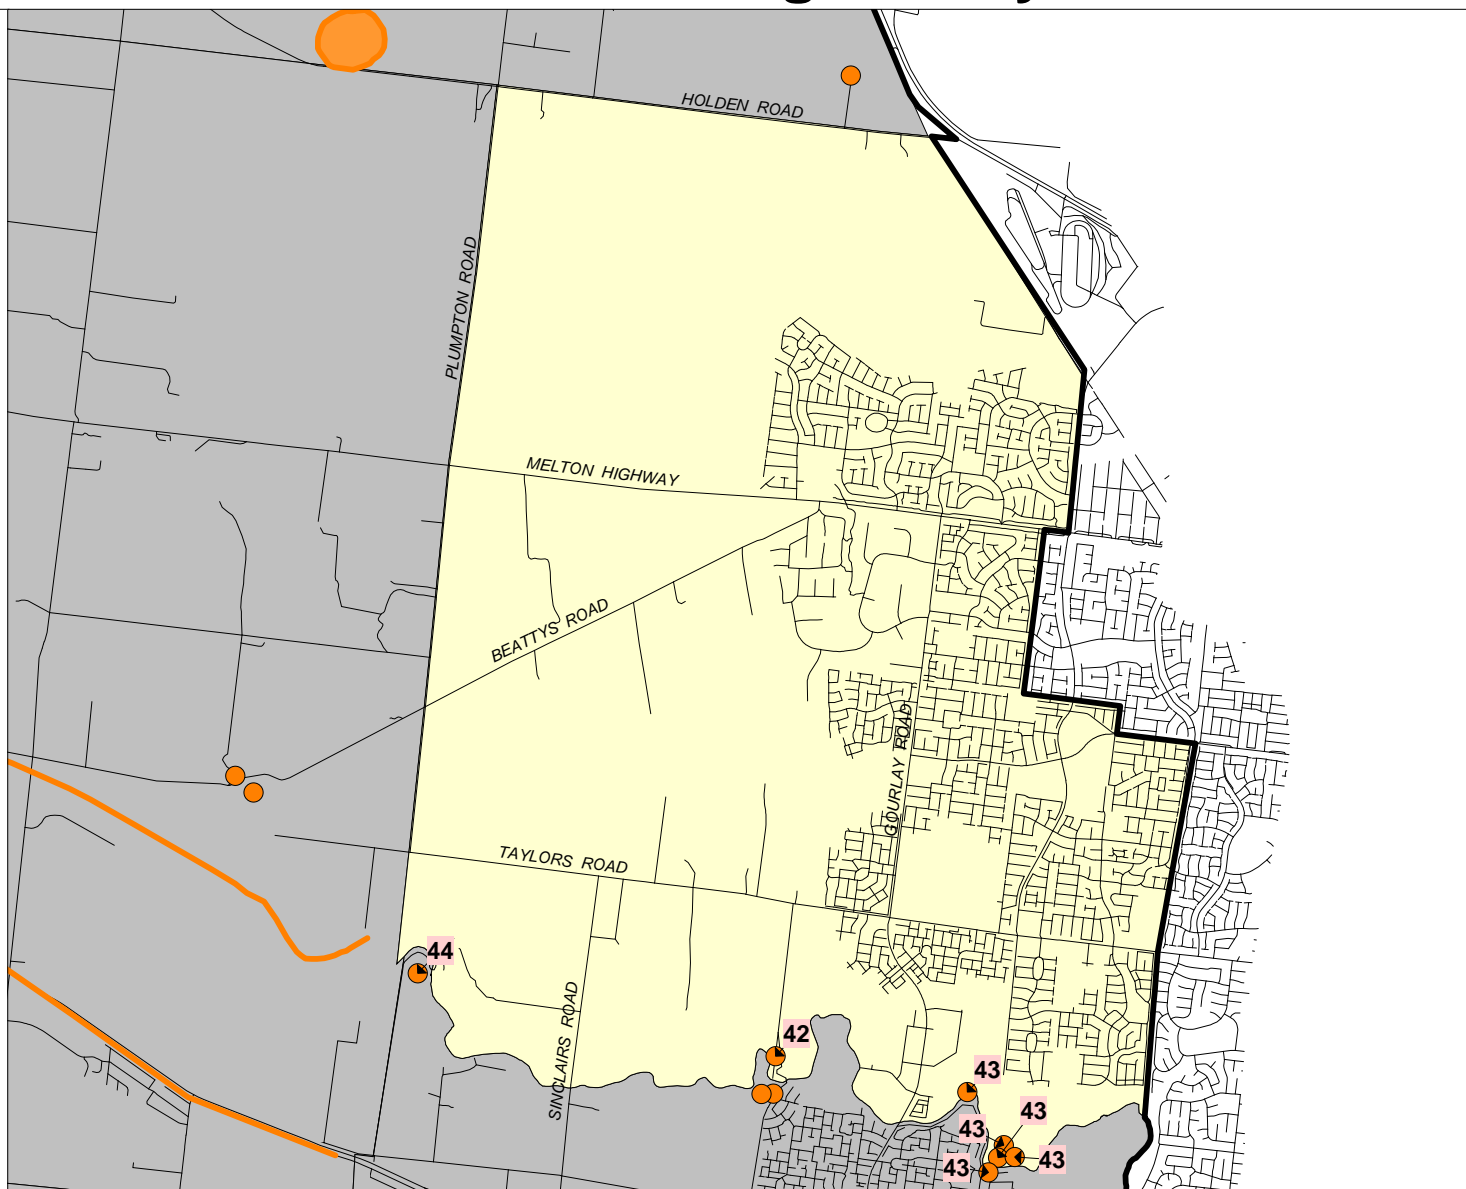 HOLDEN ROAD
PLUMPTON ROAD
MELTON HIGHWAY
BEATTYS ROAD
GOURLAY ROAD
TAYLORS ROAD
44
SINCLAIRS ROAD
42
43
43
43
43
43